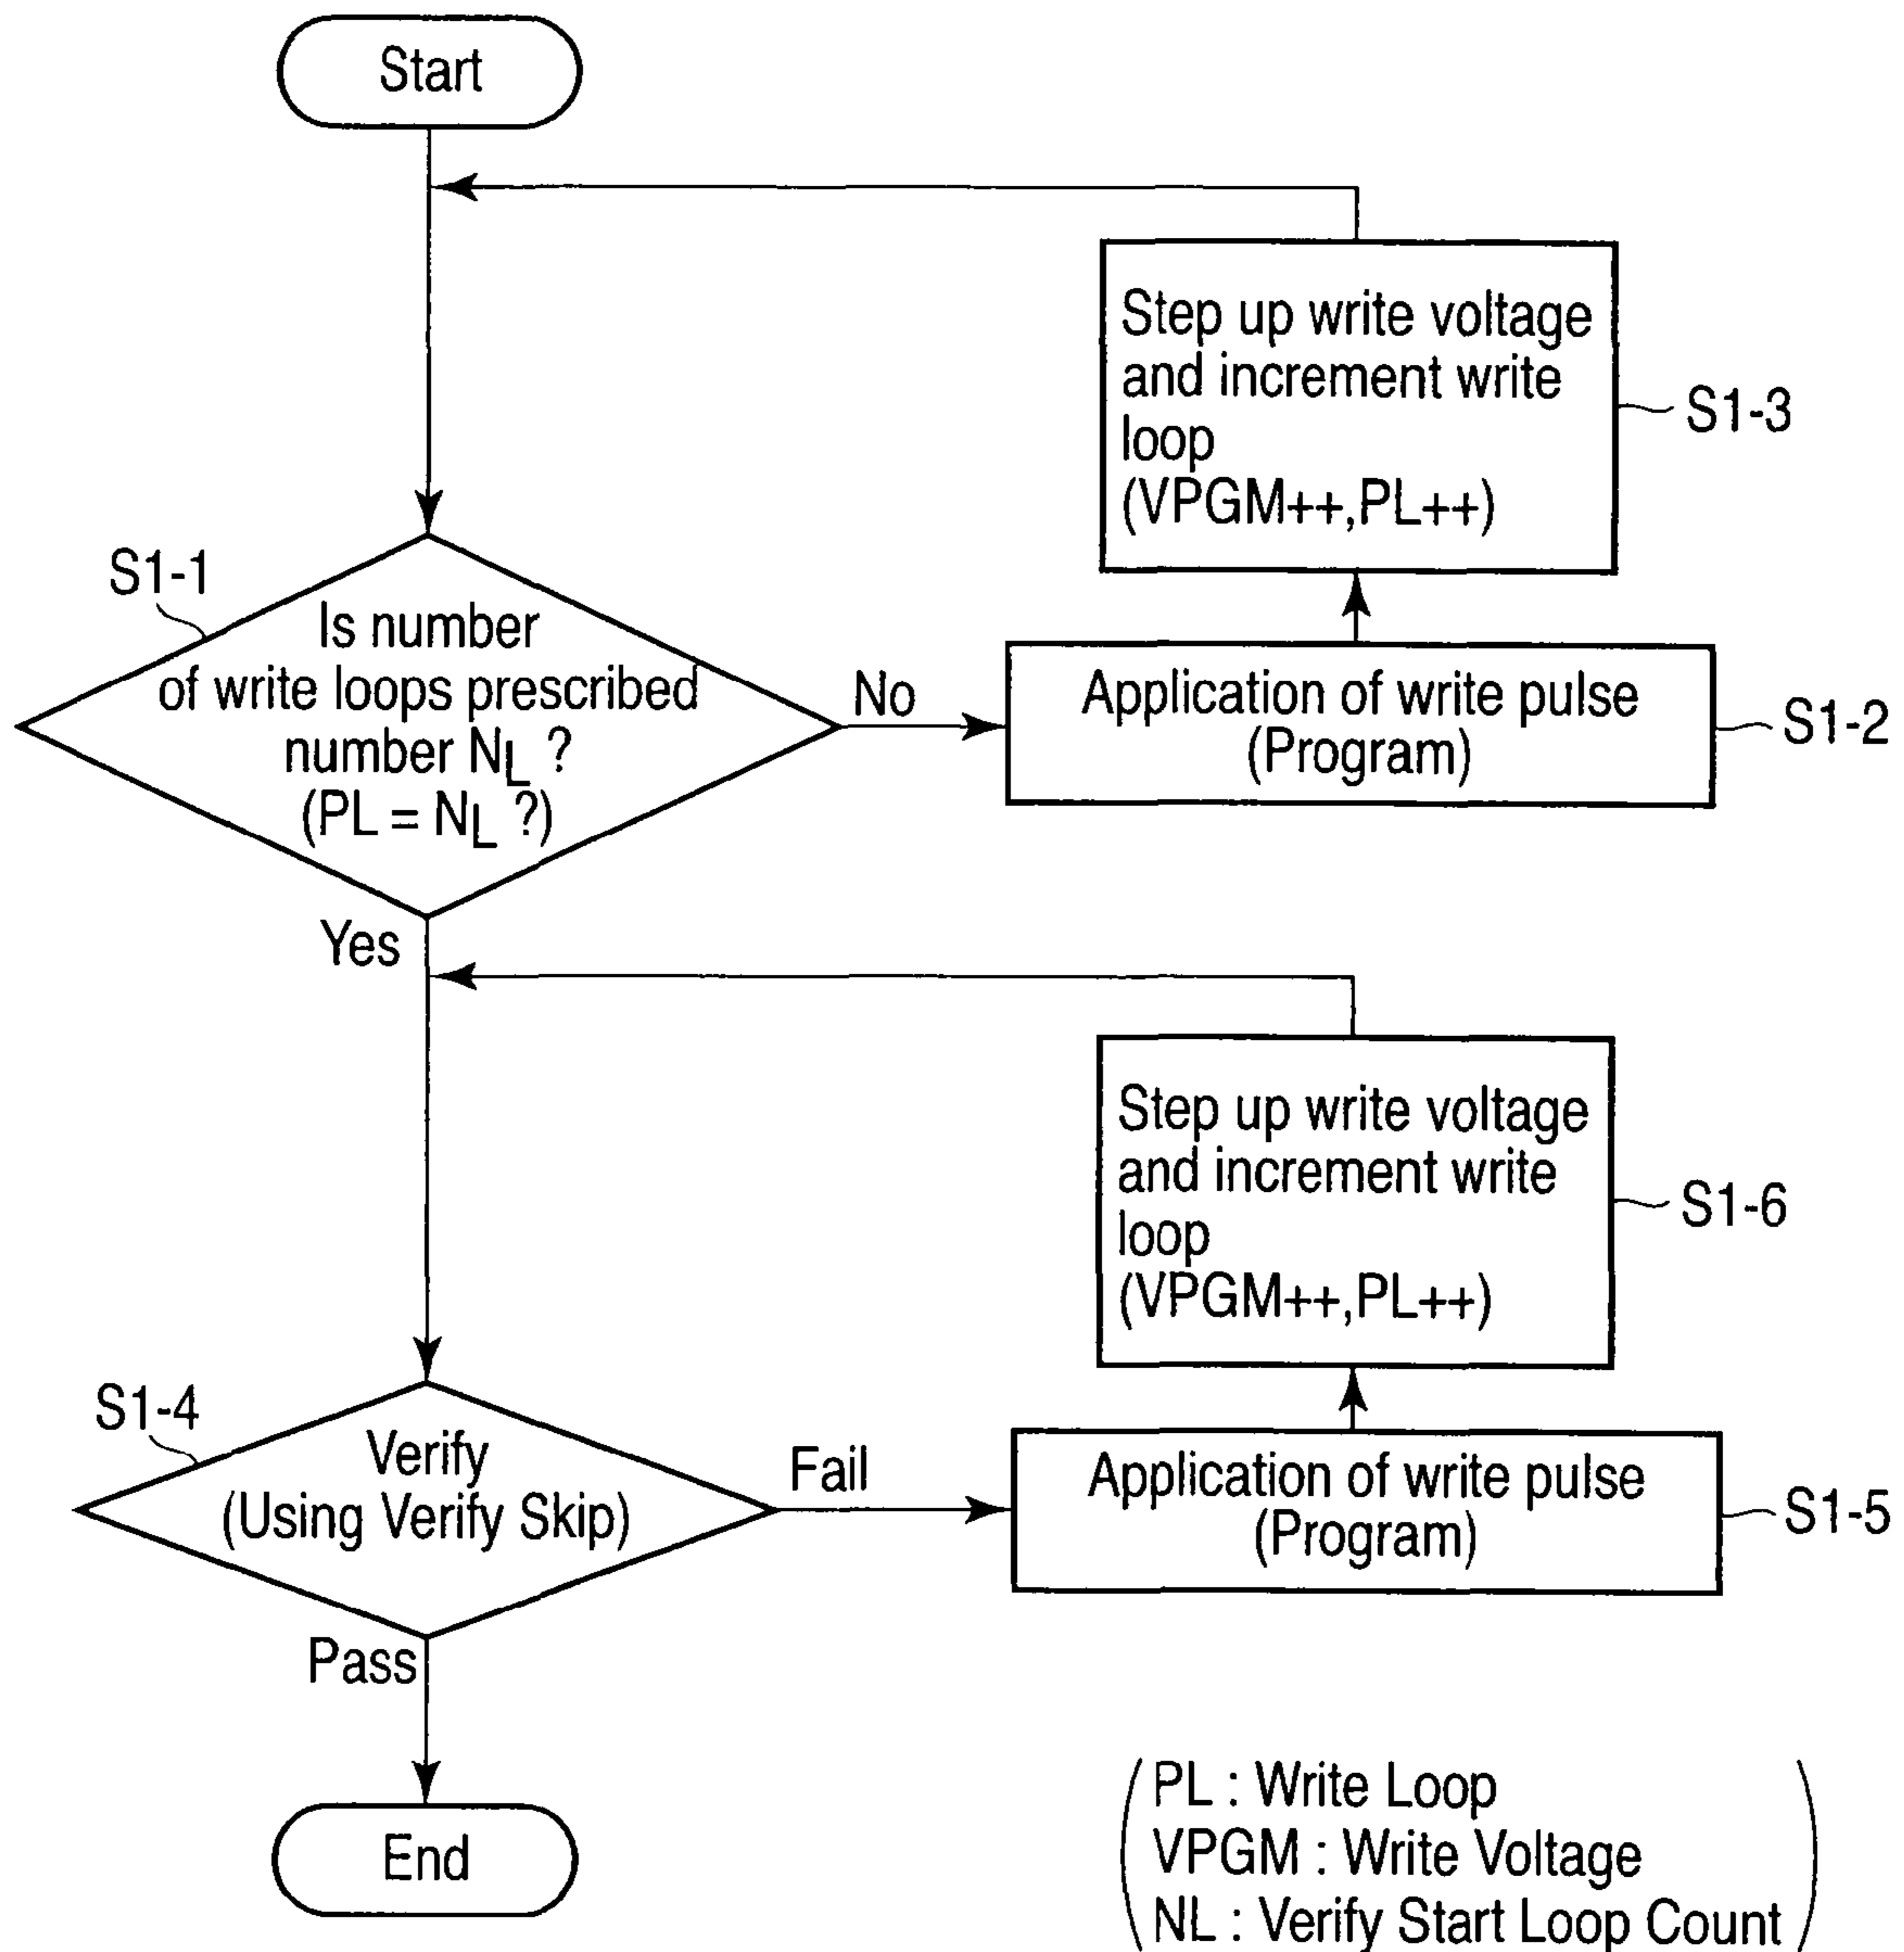 Start
Step up write voltage
and increment write
loop
(VPGM++,PL++)
S1-3
S1-1
Is number
of write loops prescribed
number NL ?
(PL = NL ?)
No
Application of write pulse
(Program)
S1-2
Yes
Step up write voltage
and increment write
loop
(VPGM++,PL++)
S1-6
S1-4
Verify
(Using Verify Skip)
Fail
Application of write pulse
(Program)
S1-5
Pass
End
PL : Write Loop
VPGM : Write Voltage
NL : Verify Start Loop Count